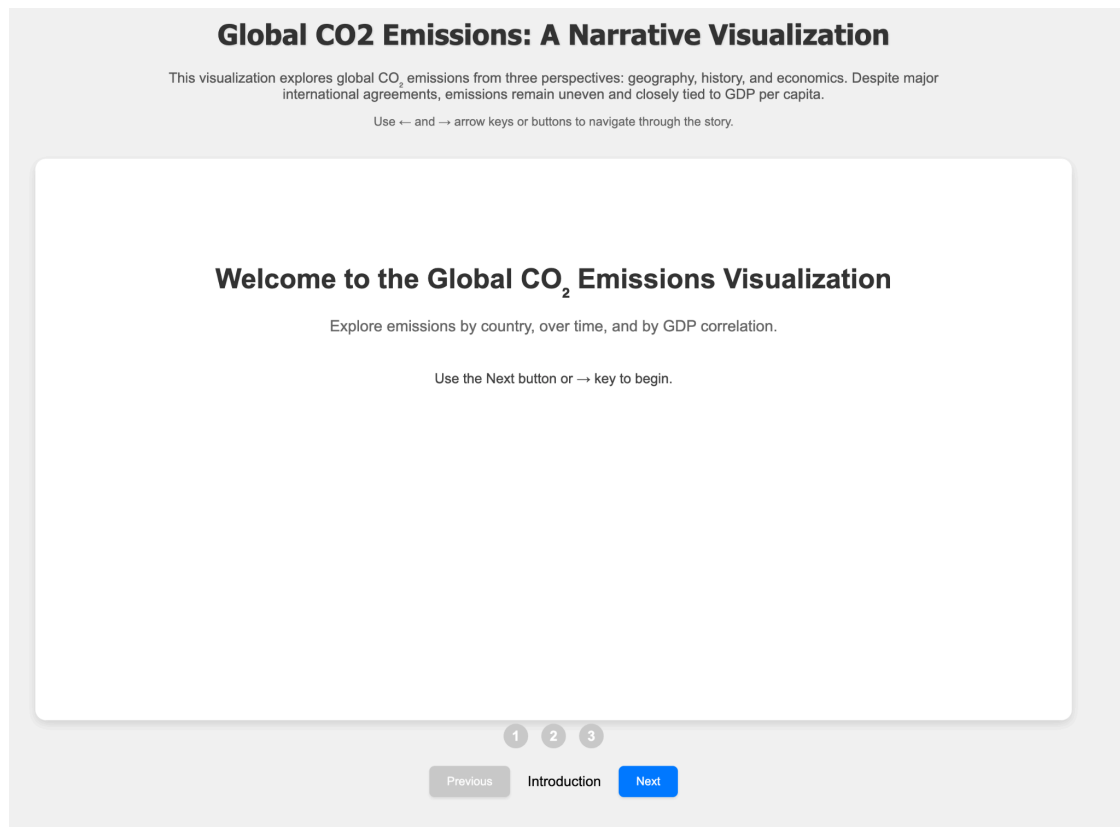 Global CO2 Emissions: A Narrative Visualization
This visualization explores global CO₂ emissions from three perspectives: geography, history, and economics. Despite major
international agreements, emissions remain uneven and closely tied to GDP per capita.
Use ← and → arrow keys or buttons to navigate through the story.
Welcome to the Global CO₂ Emissions Visualization
Explore emissions by country, over time, and by GDP correlation.
Use the Next button or → key to begin.
1 2 3
Previous Introduction Next